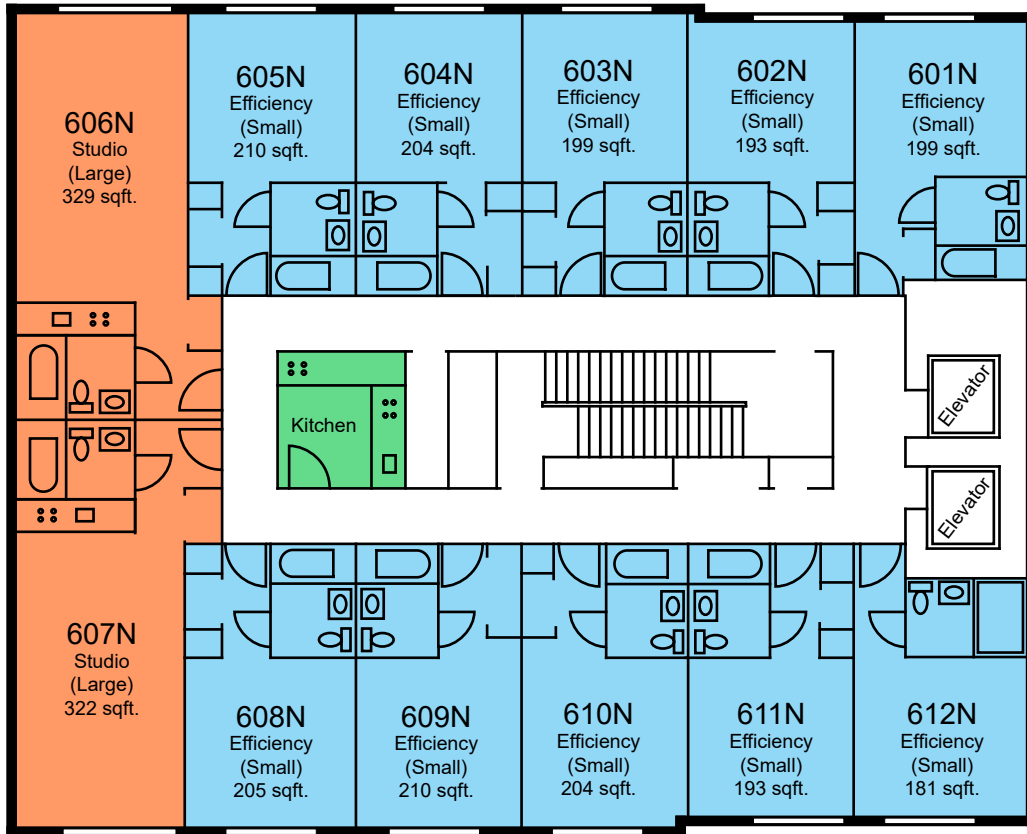 605N
Efficiency
(Small)
210 sqft.
604N
Efficiency
(Small)
204 sqft.
603N
Efficiency
(Small)
199 sqft.
602N
Efficiency
(Small)
193 sqft.
601N
Efficiency
(Small)
199 sqft.
606N
Studio
(Large)
329 sqft.
Kitchen
Elevator
Elevator
607N
Studio
(Large)
322 sqft.
608N
Efficiency
(Small)
205 sqft.
609N
Efficiency
(Small)
210 sqft.
610N
Efficiency
(Small)
204 sqft.
611N
Efficiency
(Small)
193 sqft.
612N
Efficiency
(Small)
181 sqft.